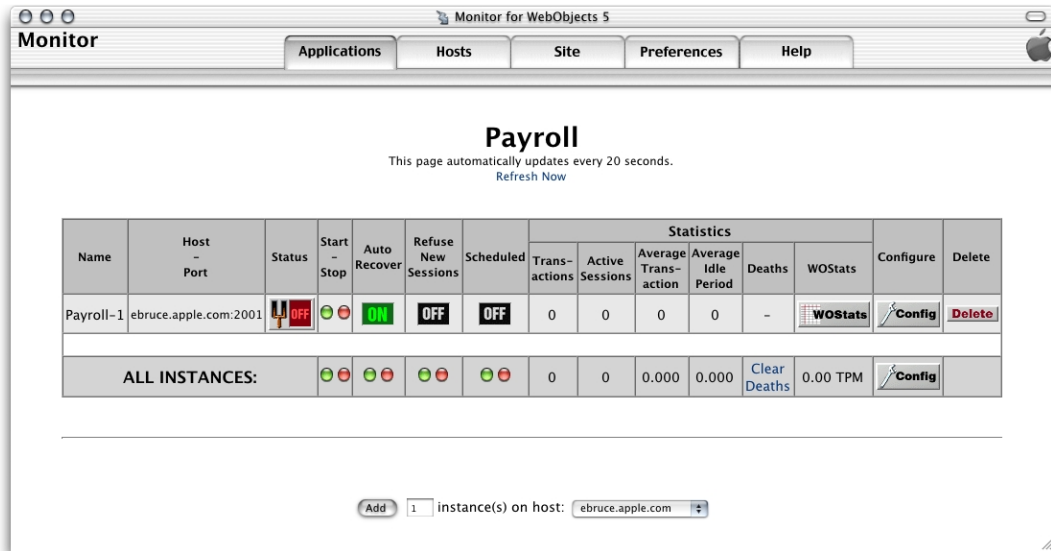 Monitor for WebObjects 5
Monitor
Applications
Hosts
Site
Preferences
Help
Payroll
This page automatically updates every 20 seconds.
Refresh Now
Name
Host
–
Port
Status
Start
–
Stop
Auto
Recover
Refuse
New
Sessions
Scheduled
Statistics
Trans-
actions
Active
Sessions
Average
Trans-
action
Average
Idle
Period
Deaths
WOStats
Configure
Delete
Payroll-1
ebruce.apple.com:2001
OFF
ON
OFF
OFF
0
0
0
0
-
WOStats
Config
Delete
ALL INSTANCES:
0
0
0.000
0.000
Clear
Deaths
0.00 TPM
Config
Add
1
instance(s) on host:
ebruce.apple.com